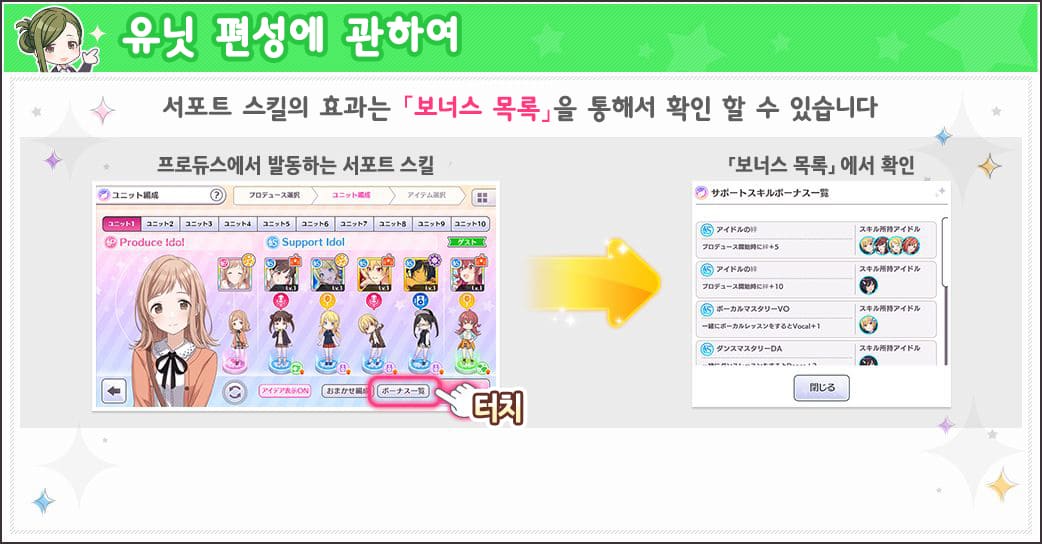 유닛 편성에 관하여
서포트 스킬의 효과는 「보너스 목록」을 통해서 확인 할 수 있습니다
프로듀스에서 발동하는 서포트 스킬
ユニット編成
?
プロデュース選択
ユニット編成
アイテム選択
ユニット1 ユニット2 ユニット3 ユニット4 ユニット5 ユニット6 ユニット7 ユニット8 ユニット9 ユニット10
Produce Idol
Support Idol
ゲスト
Lv.1 Lv.1 Lv.1 Lv.1 Lv.1
アイデア表示ON
おまかせ編成
ボーナス一覧
터치
「보너스 목록」 에서 확인
サポートスキルボーナス一覧
アイドルの絆
プロデュース開始時に絆+5
スキル所持アイドル
アイドルの絆
プロデュース開始時に絆+10
スキル所持アイドル
ボーカルマスタリーVO
一緒にボーカルレッスンをするとVocal+1
スキル所持アイドル
ダンスマスタリーDA
スキル所持アイドル
閉じる